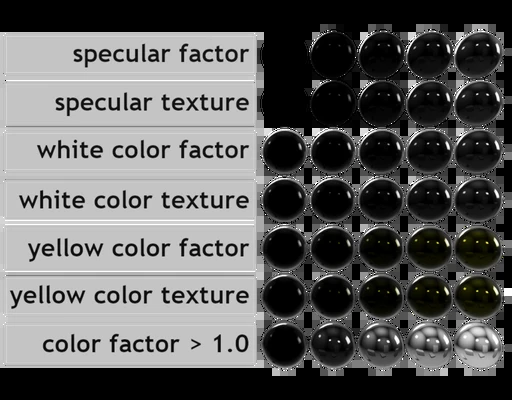 specular factor
specular texture
white color factor
white color texture
yellow color factor
yellow color texture
color factor > 1.0